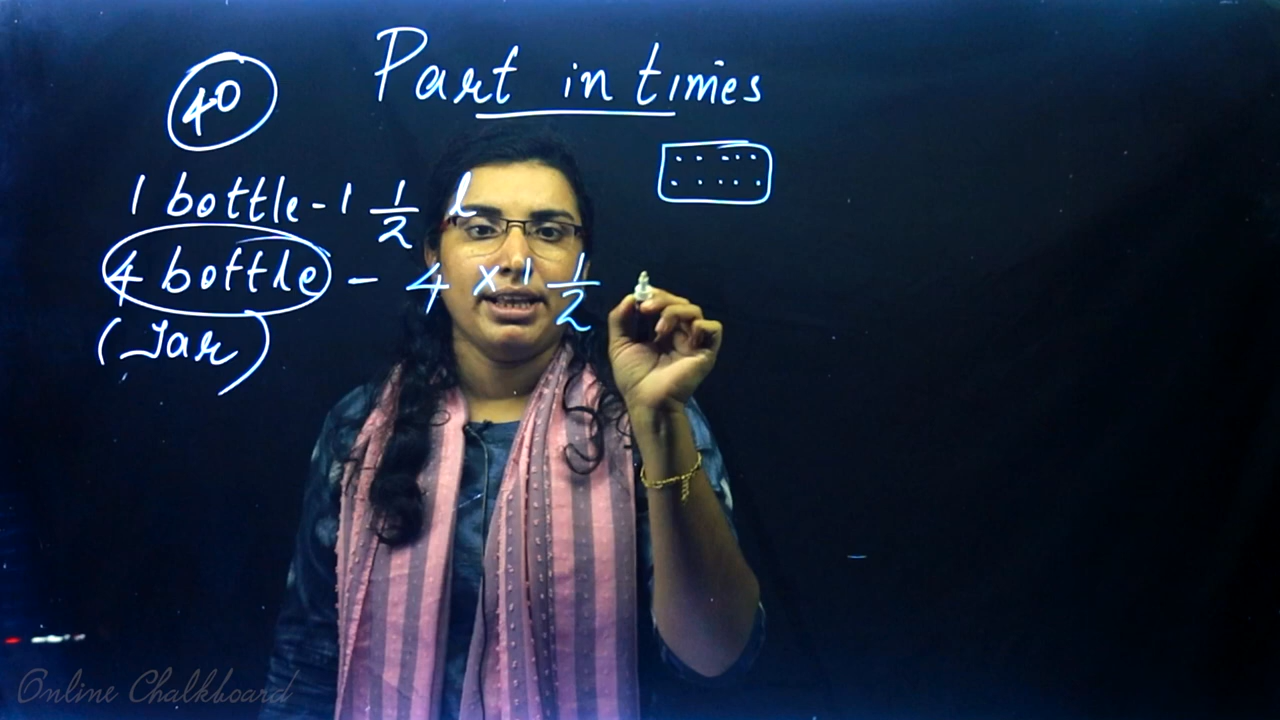 Part in times
40
1 bottle - 1 1/2 l
4 bottle - 4 × 1 1/2
(Jar)
Online Chalkboard